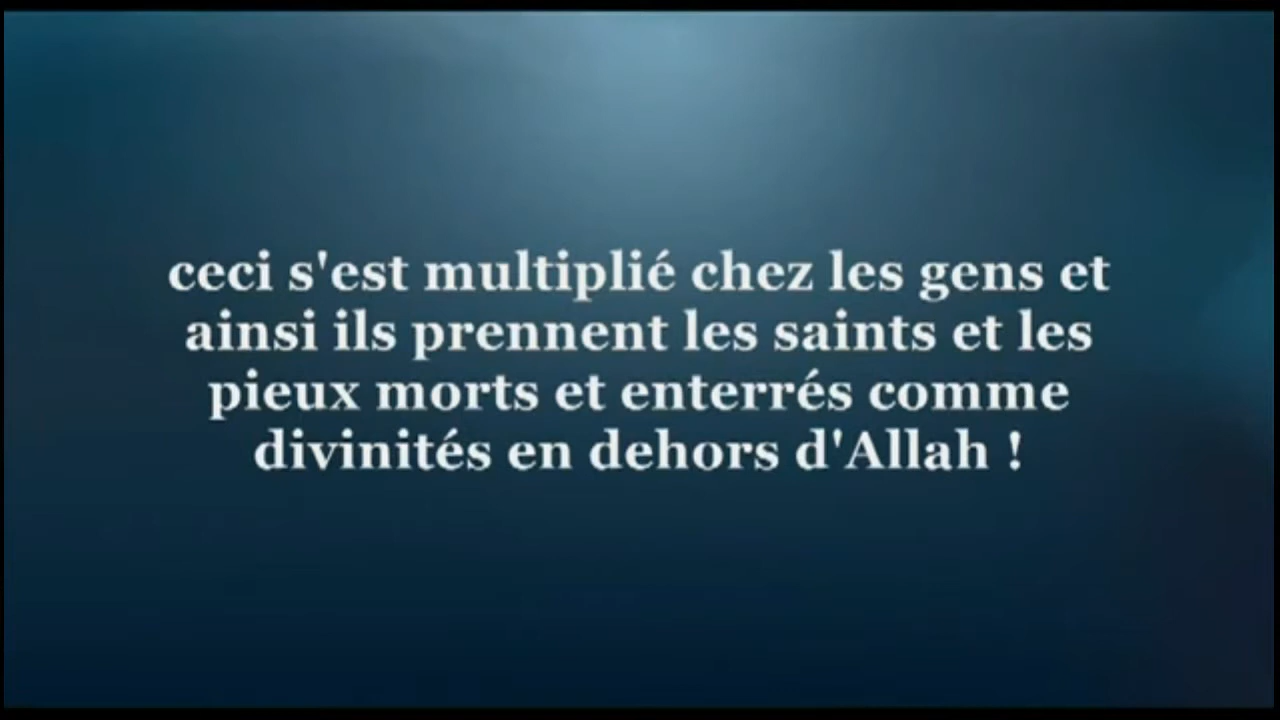 ceci s'est multiplié chez les gens et
ainsi ils prennent les saints et les
pieux morts et enterrés comme
divinités en dehors d'Allah !